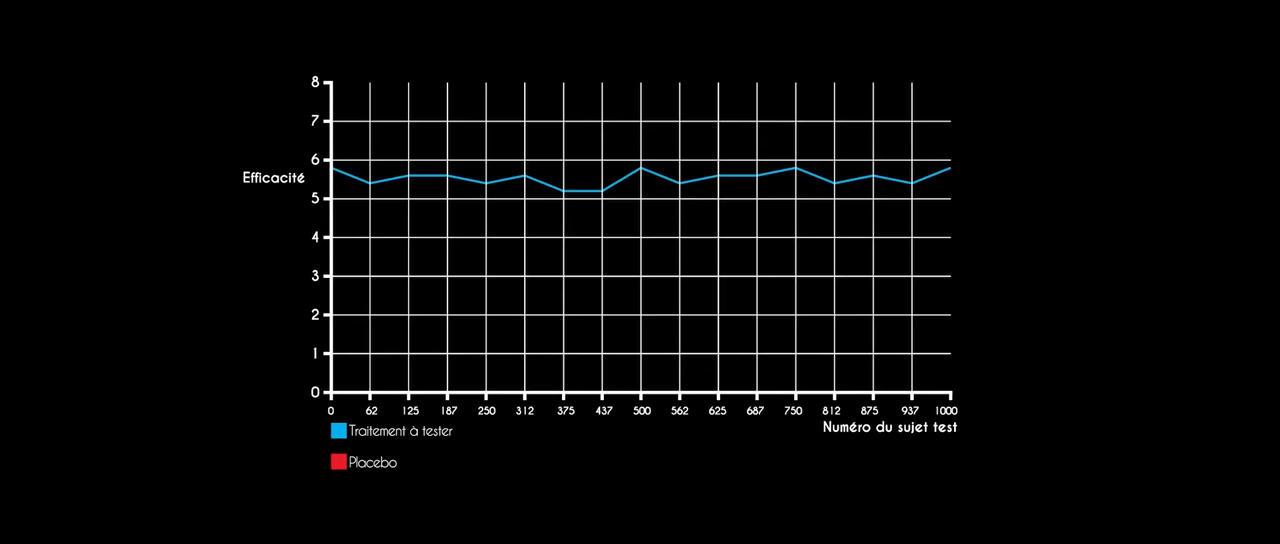 8
7
6
Efficacité
5
4
3
2
1
0
0 62 125 187 250 312 375 437 500 562 625 687 750 812 875 937 1000
Numéro du sujet test
Traitement à tester
Placebo